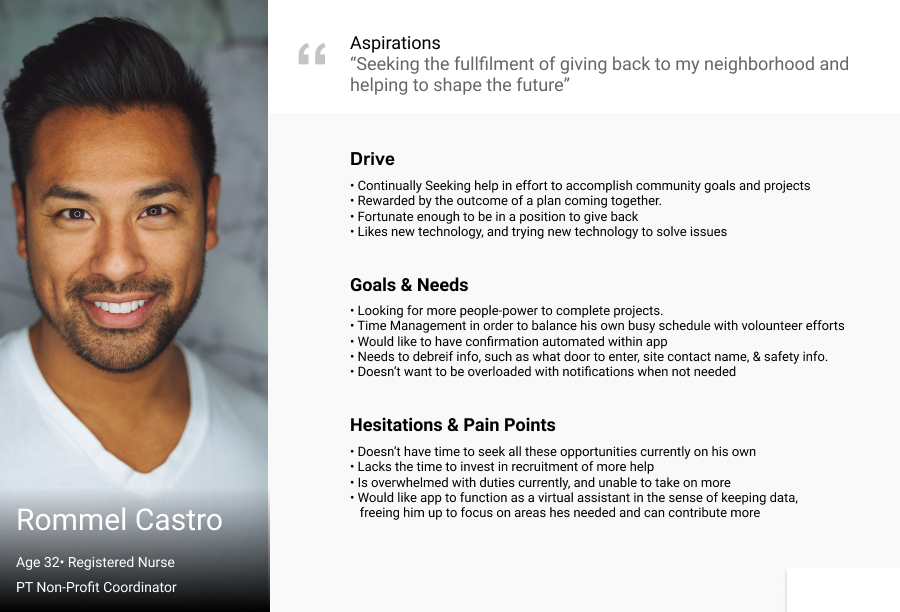 “
Aspirations
“Seeking the fullfilment of giving back to my neighborhood and
helping to shape the future”
Drive
• Continually Seeking help in effort to accomplish community goals and projects
• Rewarded by the outcome of a plan coming together.
• Fortunate enough to be in a position to give back
• Likes new technology, and trying new technology to solve issues
Goals & Needs
• Looking for more people-power to complete projects.
• Time Management in order to balance his own busy schedule with volounteer efforts
• Would like to have confirmation automated within app
• Needs to debreif info, such as what door to enter, site contact name, & safety info.
• Doesn’t want to be overloaded with notifications when not needed
Hesitations & Pain Points
• Doesn’t have time to seek all these opportunities currently on his own
• Lacks the time to invest in recruitment of more help
• Is overwhelmed with duties currently, and unable to take on more
• Would like app to function as a virtual assistant in the sense of keeping data,
freeing him up to focus on areas hes needed and can contribute more
Rommel Castro
Age 32• Registered Nurse
PT Non-Profit Coordinator